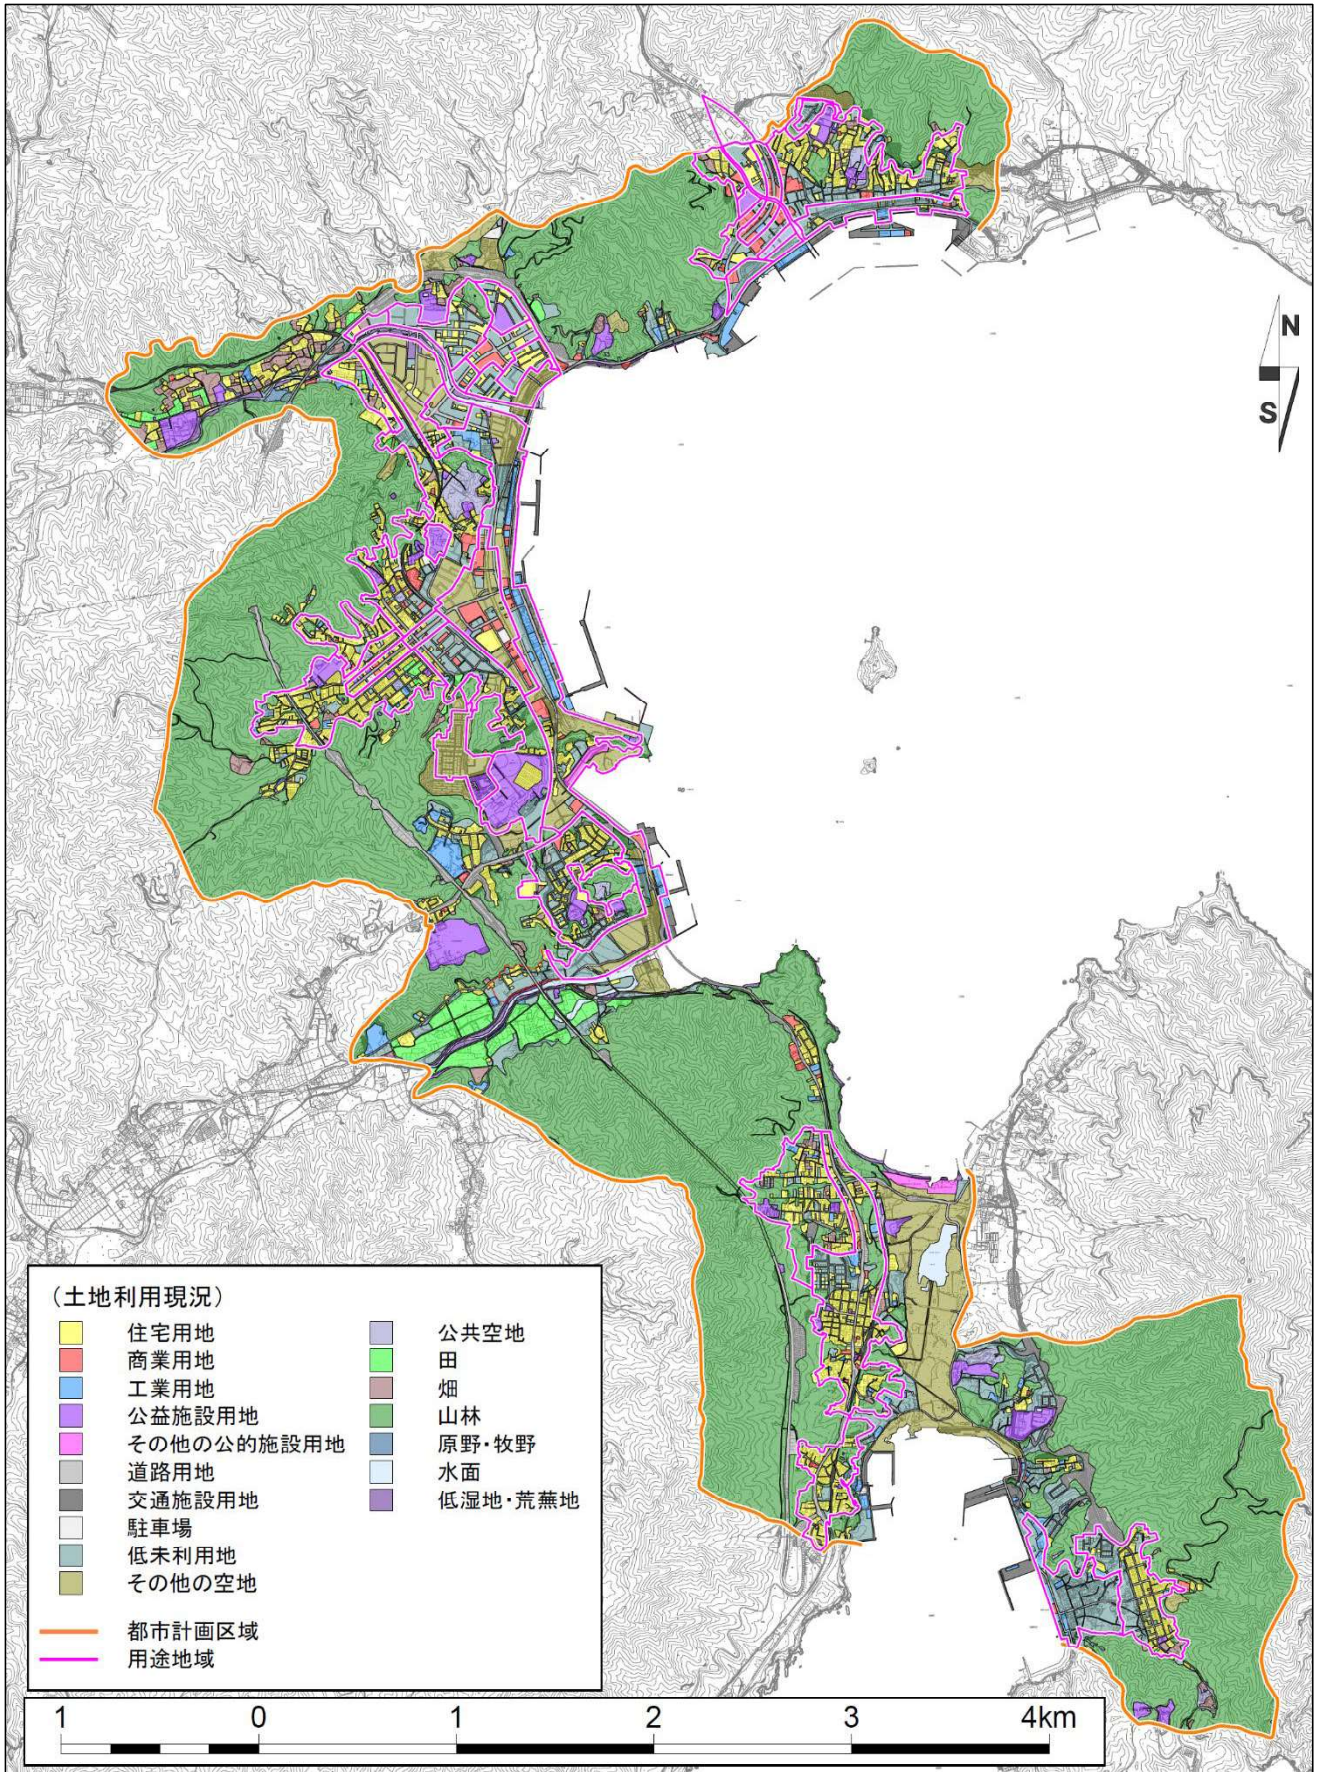 N
S
(土地利用現況)
住宅用地
商業用地
工業用地
公益施設用地
その他の公的施設用地
道路用地
交通施設用地
駐車場
低未利用地
その他の空地
公共空地
田
畑
山林
原野・牧野
水面
低湿地・荒蕪地
都市計画区域
用途地域
1 0 1 2 3 4km